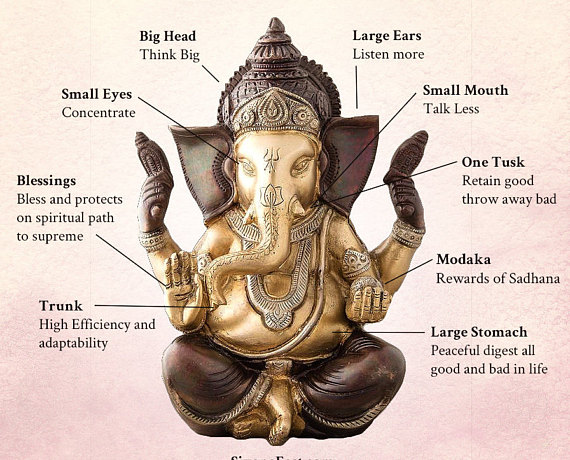 Big Head
Think Big
Large Ears
Listen more
Small Eyes
Concentrate
Small Mouth
Talk Less
One Tusk
Retain good
throw away bad
Blessings
Bless and protects
on spiritual path
to supreme
Modaka
Rewards of Sadhana
Trunk
High Efficiency and
adaptability
Large Stomach
Peaceful digest all
good and bad in life